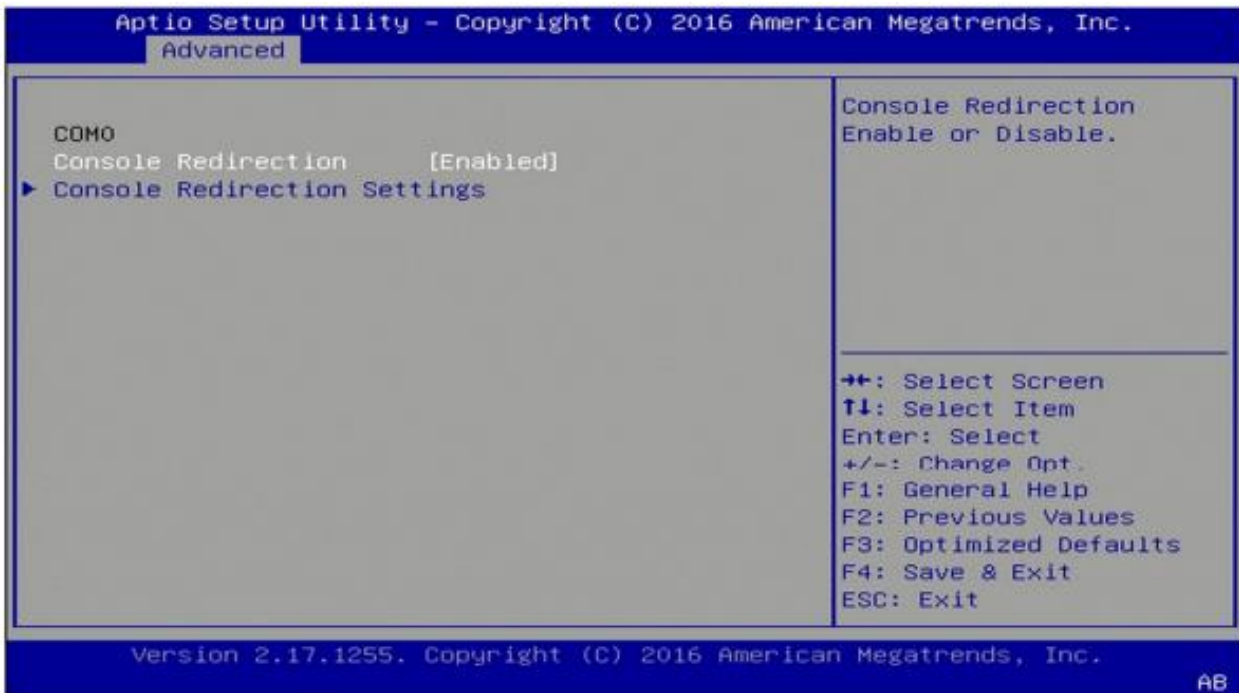 Aptio Setup Utility – Copyright (C) 2016 American Megatrends, Inc.
Advanced
COM0
Console Redirection [Enabled]
▶ Console Redirection Settings
Console Redirection
Enable or Disable.
→←: Select Screen
↑↓: Select Item
Enter: Select
+/-: Change Opt.
F1: General Help
F2: Previous Values
F3: Optimized Defaults
F4: Save & Exit
ESC: Exit
Version 2.17.1255. Copyright (C) 2016 American Megatrends, Inc.
AB